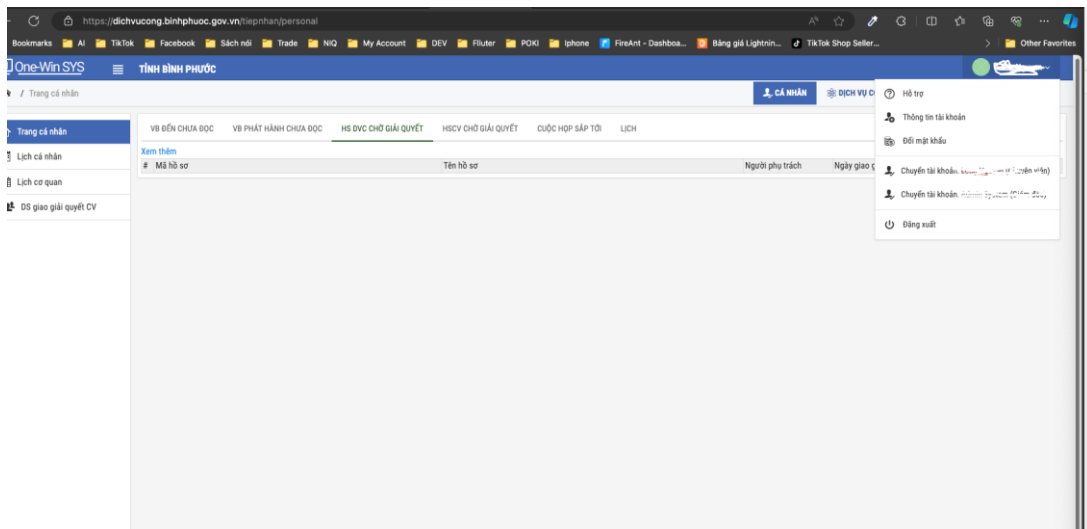 https://dichvucong.binhphuoc.gov.vn/tiepnhan/personal
Bookmarks AI TikTok Facebook Sách nói Trade NIQ My Account DEV Fliuter POKI Iphone FireAnt - Dashboa... Bảng giá Lightnin... TikTok Shop Seller... Other Favorites
One-Win SYS TỈNH BÌNH PHƯỚC
/ Trang cá nhân CÁ NHÂN DỊCH VỤ C
Hỗ trợ
Thông tin tài khoản
Đổi mật khẩu
Chuyển tài khoản:
Chuyển tài khoản:
Đăng xuất
Trang cá nhân
Lịch cá nhân
Lịch cơ quan
DS giao giải quyết CV
VB ĐẾN CHƯA ĐỌC VB PHÁT HÀNH CHƯA ĐỌC HS DVC CHỜ GIẢI QUYẾT HSCV CHỜ GIẢI QUYẾT CUỘC HỌP SẮP TỚI LỊCH
Xem thêm
# Mã hồ sơ Tên hồ sơ Người phụ trách Ngày giao g